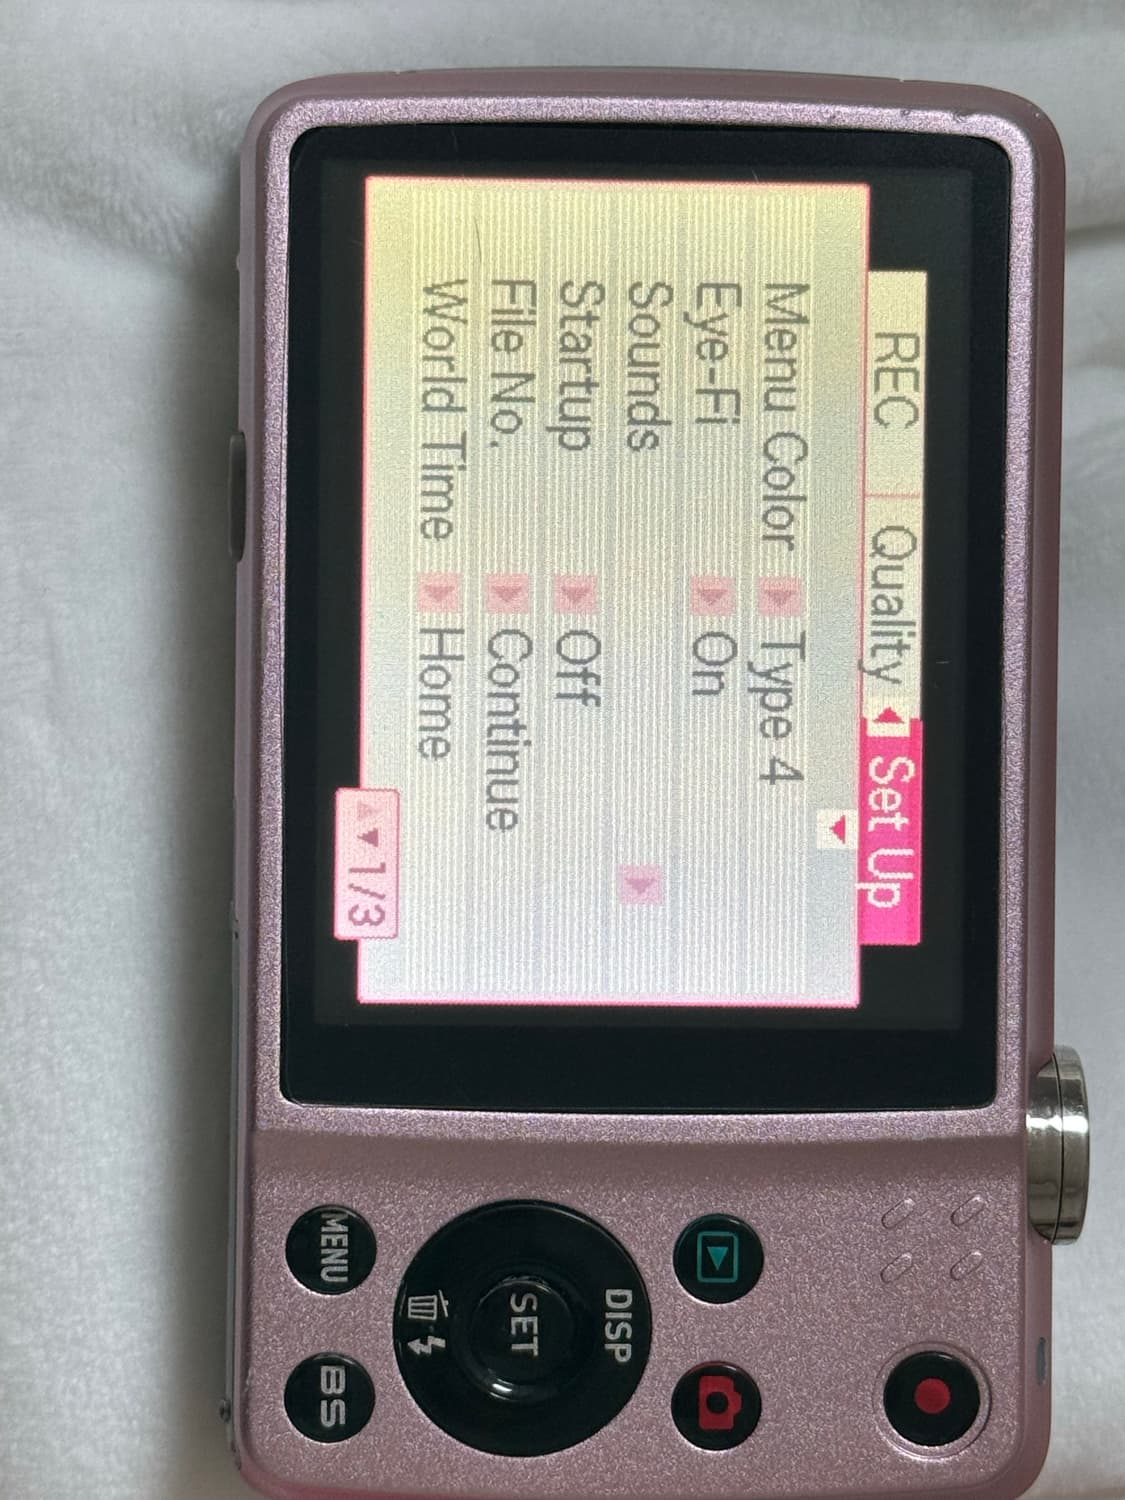 REC Quality Set Up
Menu Color Type 4
Eye-Fi On
Sounds
Startup Off
File No. Continue
World Time Home
1/3
DISP
SET
MENU
BS